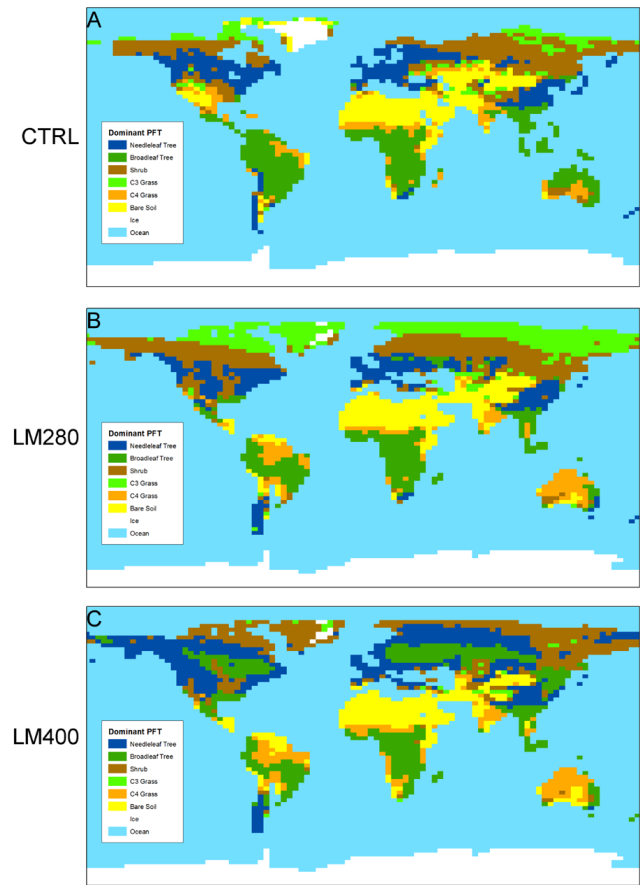 A
CTRL
Dominant PFT
Needleleaf Tree
Broadleaf Tree
Shrub
C3 Grass
C4 Grass
Bare Soil
Ice
Ocean
B
LM280
Dominant PFT
Needleleaf Tree
Broadleaf Tree
Shrub
C3 Grass
C4 Grass
Bare Soil
Ice
Ocean
C
LM400
Dominant PFT
Needleleaf Tree
Broadleaf Tree
Shrub
C3 Grass
C4 Grass
Bare Soil
Ice
Ocean